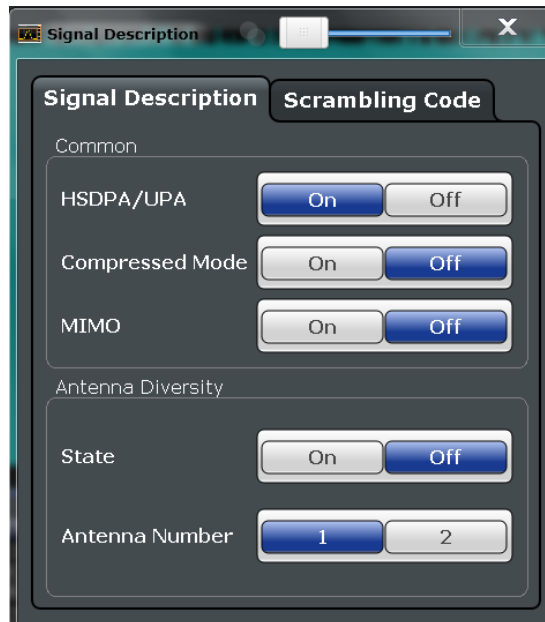 Signal Description
X
Signal Description Scrambling Code
Common
HSDPA/UPA On Off
Compressed Mode On Off
MIMO On Off
Antenna Diversity
State On Off
Antenna Number 1 2